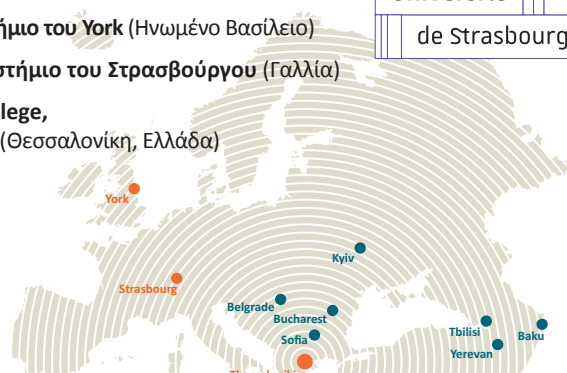 ήμιο του York (Ηνωμένο Βασίλειο)
de Strasbourg
στήμιο του Στρασβούργου (Γαλλία)
lege,
(Θεσσαλονίκη, Ελλάδα)
York
Kyiv
Strasbourg
Belgrade
Bucharest
Sofia
Tbilisi
Baku
Yerevan